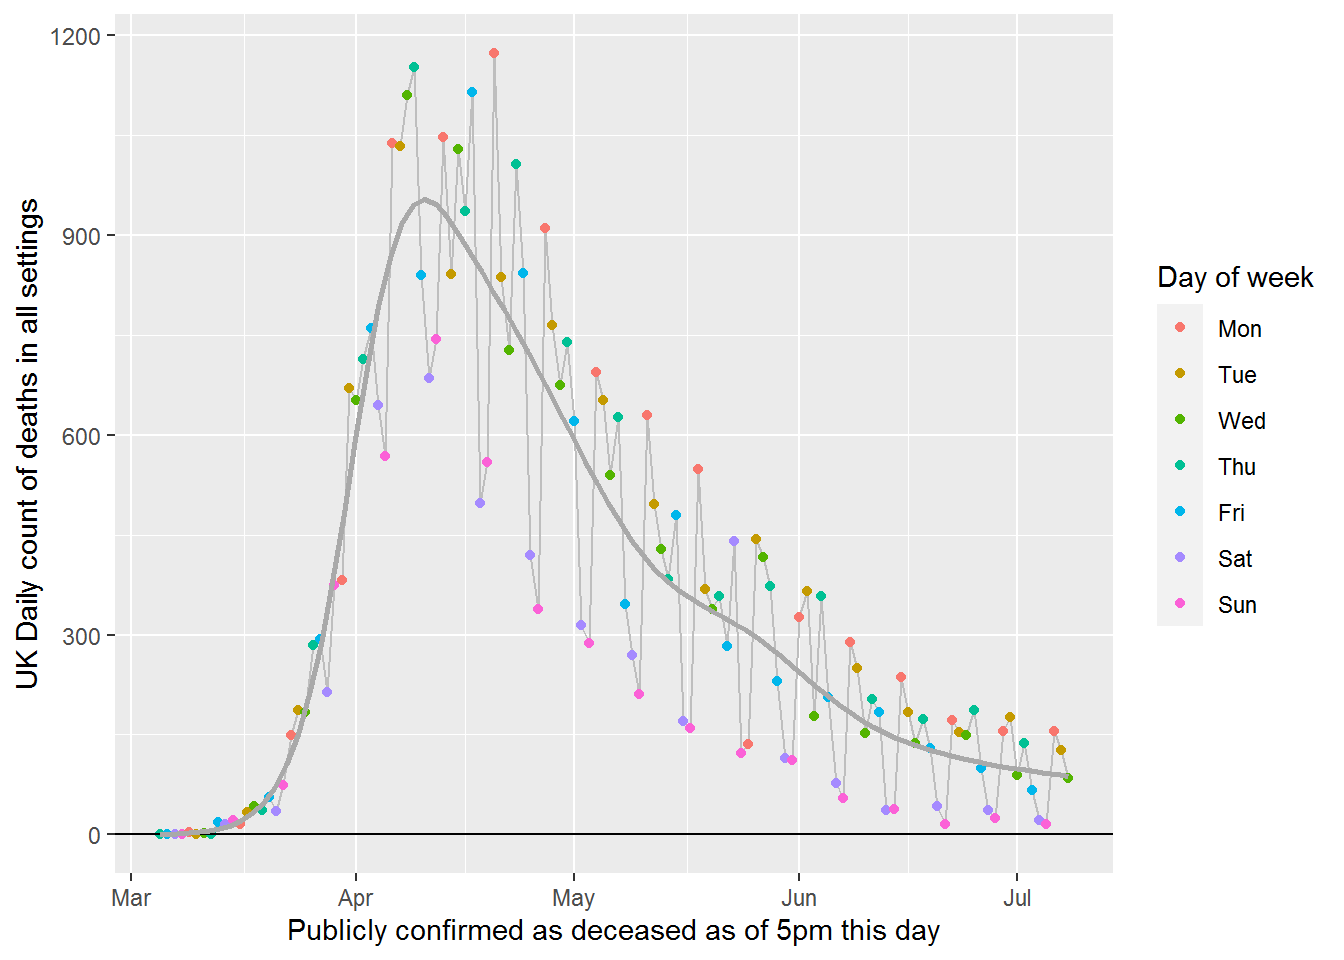 UK Daily count of deaths in all settings
1200
900
600
300
0
Mar Apr May Jun Jul
Publicly confirmed as deceased as of 5pm this day
Day of week
Mon
Tue
Wed
Thu
Fri
Sat
Sun